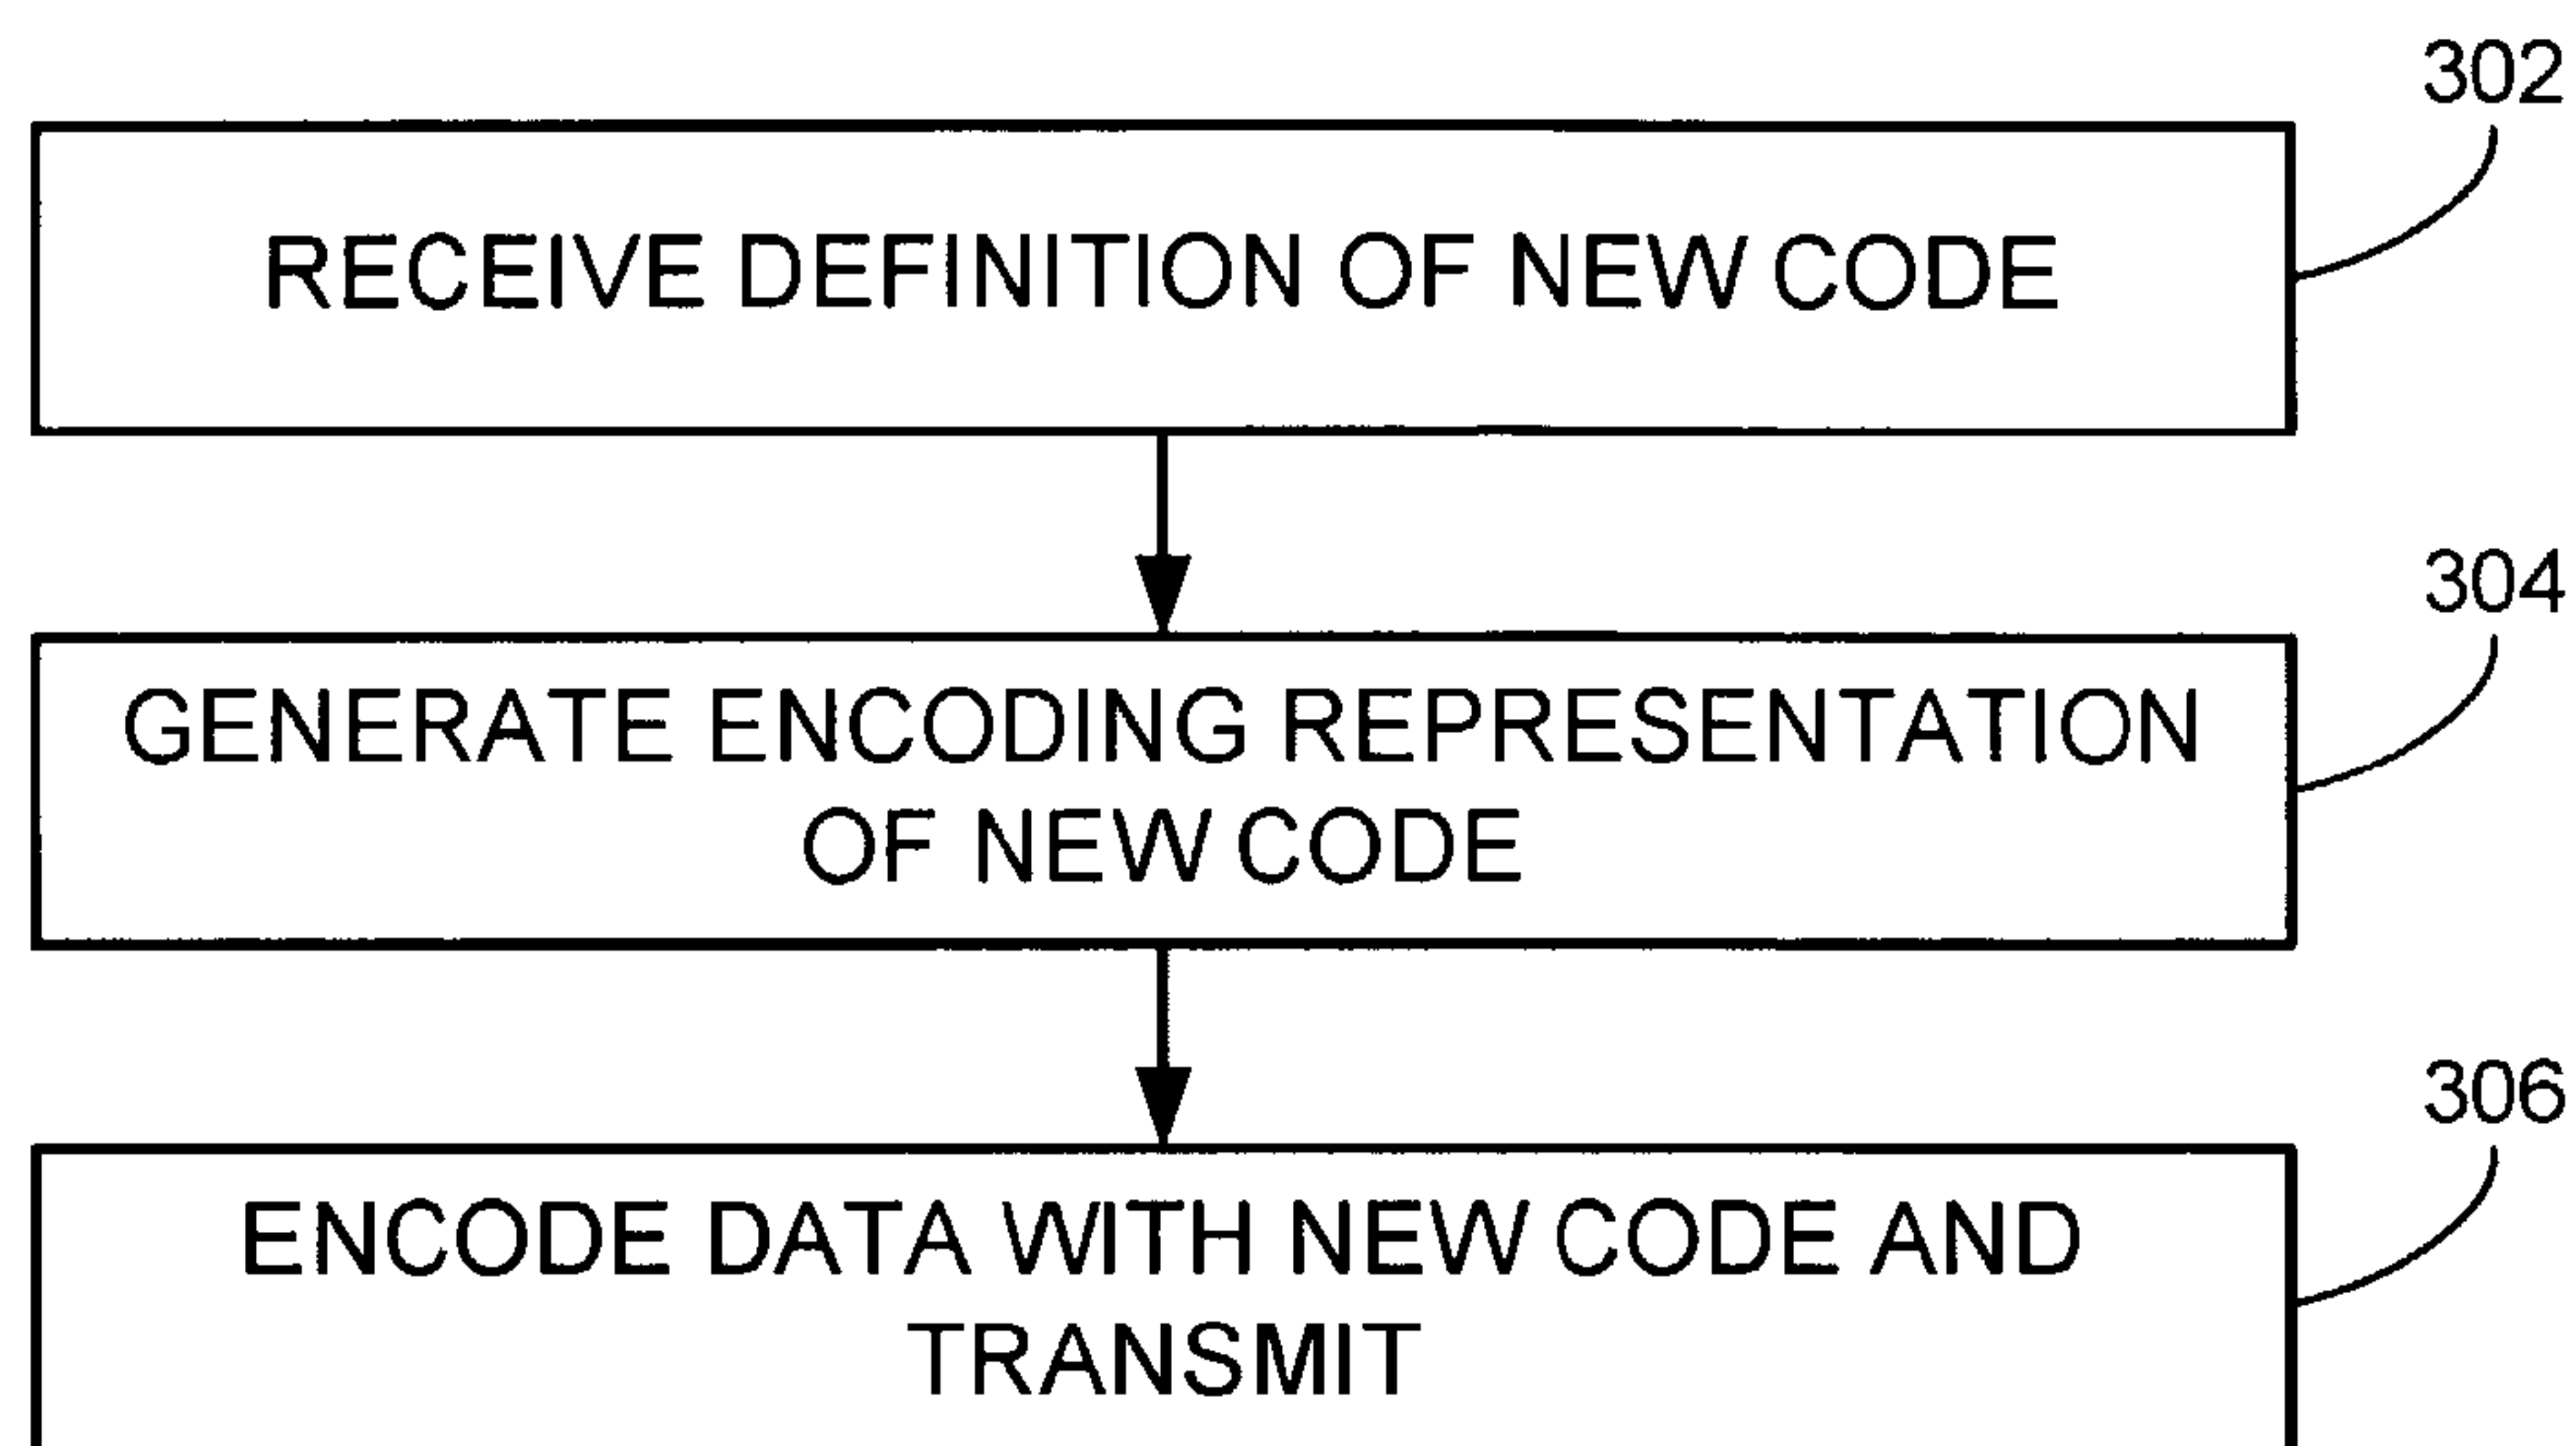 302
RECEIVE DEFINITION OF NEW CODE
304
GENERATE ENCODING REPRESENTATION
OF NEW CODE
306
ENCODE DATA WITH NEW CODE AND
TRANSMIT